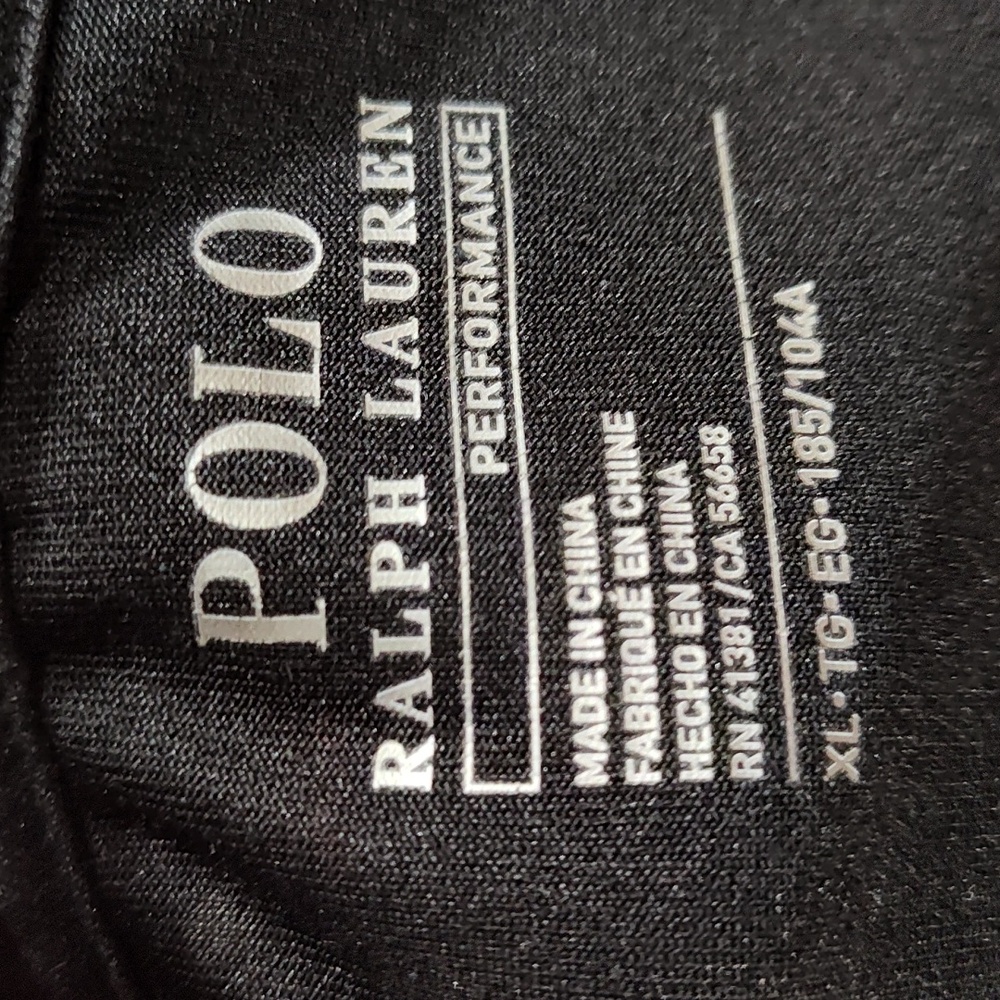 POLO
RALPH LAUREN
PERFORMANCE
MADE IN CHINA
FABRIQUÉ EN CHINE
HECHO EN CHINA
RN 41381/CA 56658
XL·TG·EG·185/104A